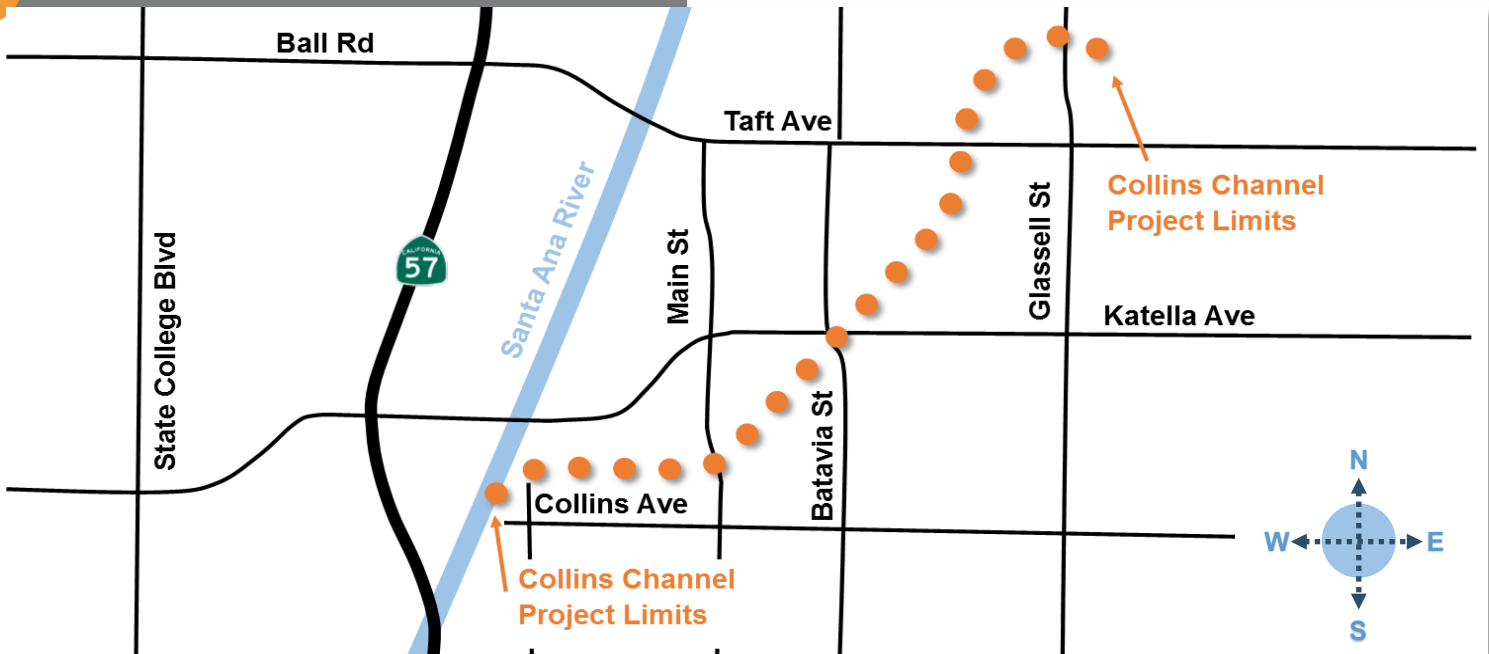 Ball Rd
Taft Ave
Collins Channel
Project Limits
Santa Ana River
Glassell St
Main St
State College Blvd
CALIFORNIA
57
Katella Ave
Batavia St
Collins Ave
Collins Channel
Project Limits
N
W
E
S